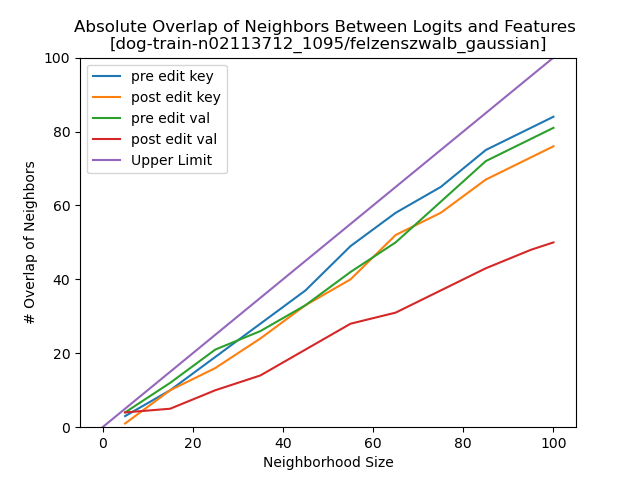 Absolute Overlap of Neighbors Between Logits and Features
[dog-train-n02113712_1095/felzenszwalb_gaussian]
pre edit key
post edit key
pre edit val
post edit val
Upper Limit
# Overlap of Neighbors
100
80
60
40
20
0
0 20 40 60 80 100
Neighborhood Size